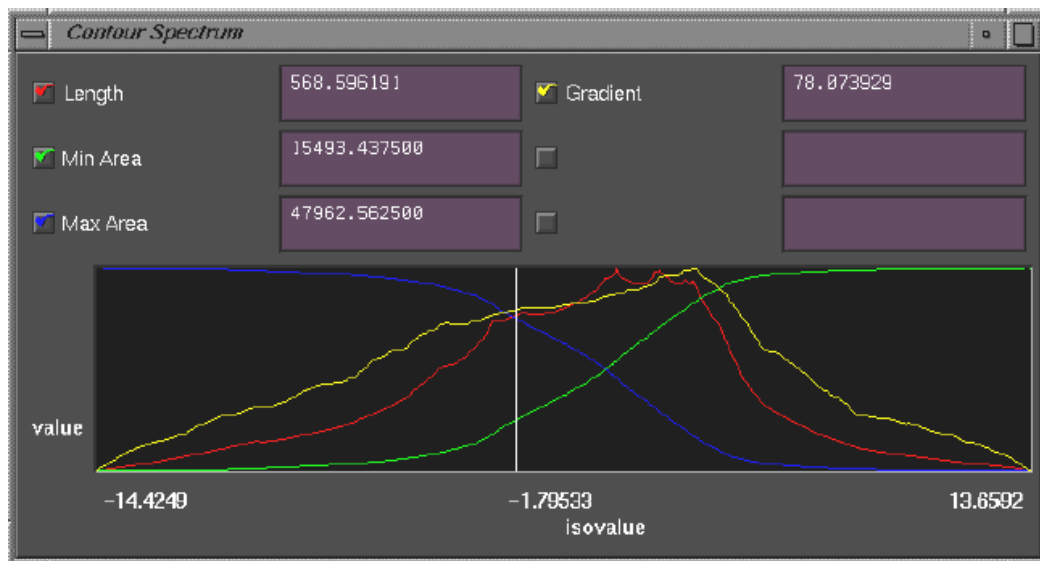 Contour Spectrum
Length 568.596191 Gradient 78.073929
Min Area 15493.437500
Max Area 47962.562500
value
-14.4249 -1.79533 13.6592
isovalue